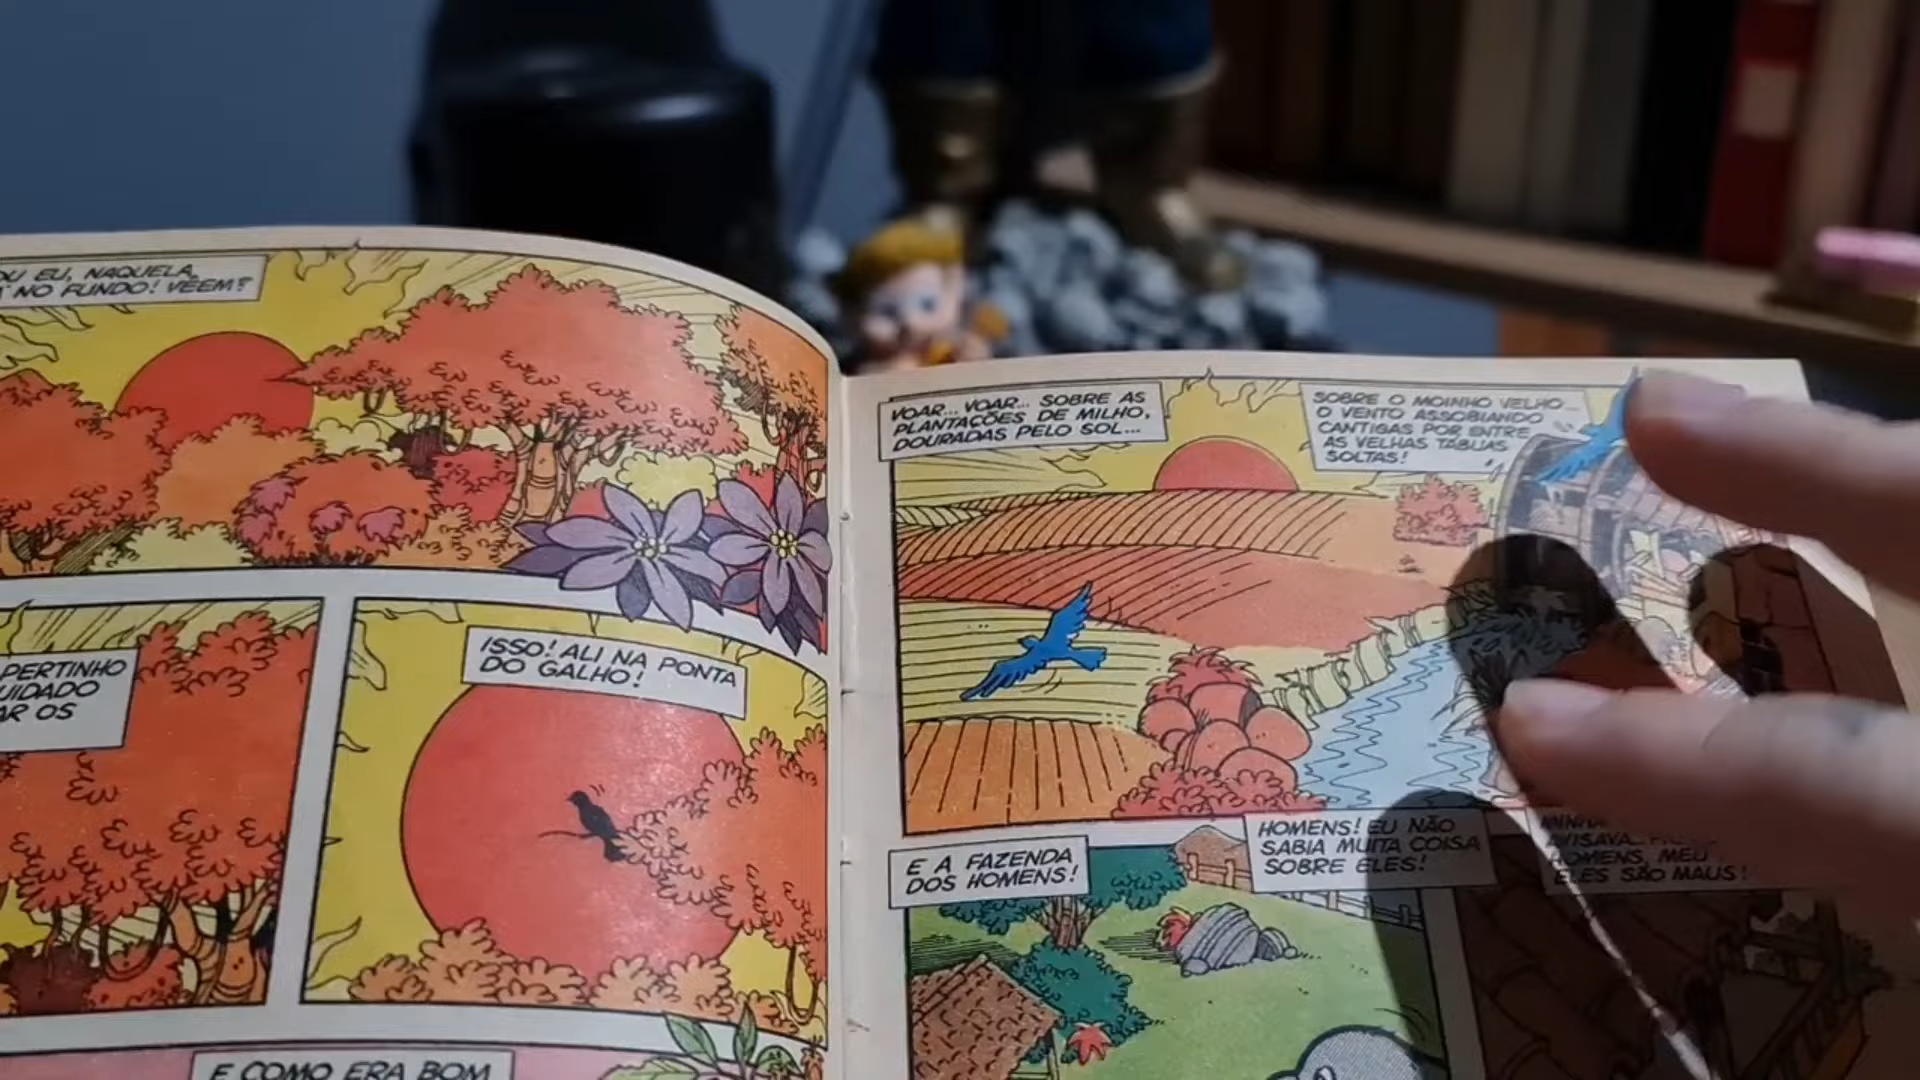 OU EU, NAQUELA,
NO FUNDO! VÊEM?
PERTINHO
UIDADO
AR OS
ISSO! ALI NA PONTA
DO GALHO!
E COMO ERA BOM
VOAR... VOAR... SOBRE AS
PLANTAÇÕES DE MILHO,
DOURADAS PELO SOL...
SOBRE O MOINHO VELHO...
O VENTO ASSOBIANDO
CANTIGAS POR ENTRE
AS VELHAS TÁBUAS
SOLTAS!
E A FAZENDA
DOS HOMENS!
HOMENS! EU NÃO
SABIA MUITA COISA
SOBRE ELES!
HOMENS, MEU
ELES SÃO MAUS!